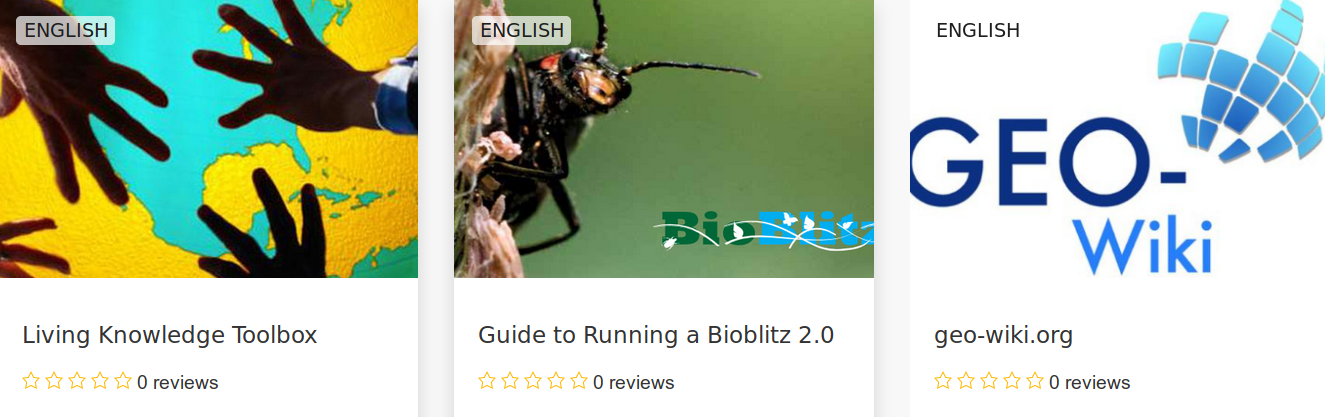 ENGLISH
Living Knowledge Toolbox
0 reviews
ENGLISH
BioBlitz
Guide to Running a Bioblitz 2.0
0 reviews
ENGLISH
GEO-
Wiki
geo-wiki.org
0 reviews